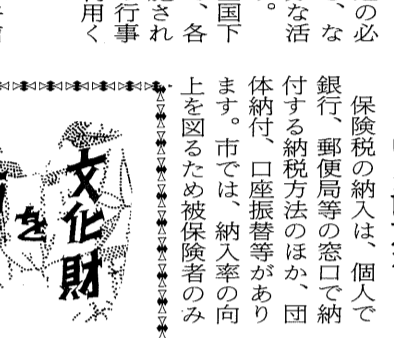 保険税の納入は、個人で
銀行、郵便局等の窓口で納
付する納税方法のほか、団
体納付、口座振替等があり
ます。市では、納入率の向
上を図るため被保険者のみ
の必
、な
な活
。
国下
、各
され
行事
用く
文化財
を